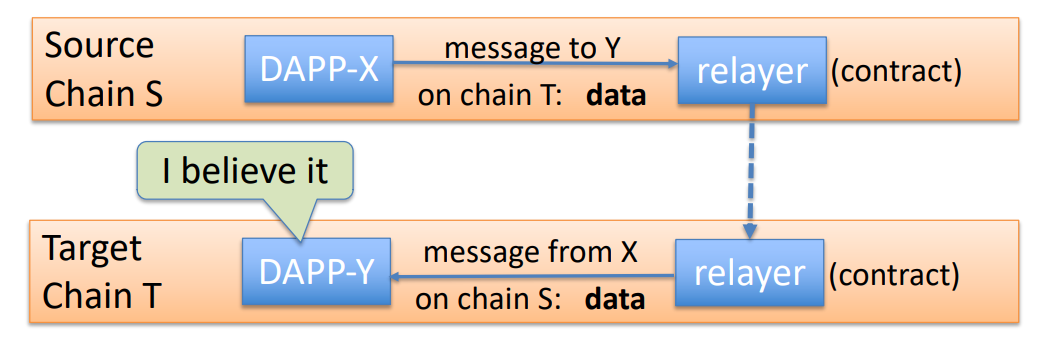 Source
Chain S
DAPP-X
message to Y
on chain T: data
relayer
(contract)
I believe it
Target
Chain T
DAPP-Y
message from X
on chain S: data
relayer
(contract)